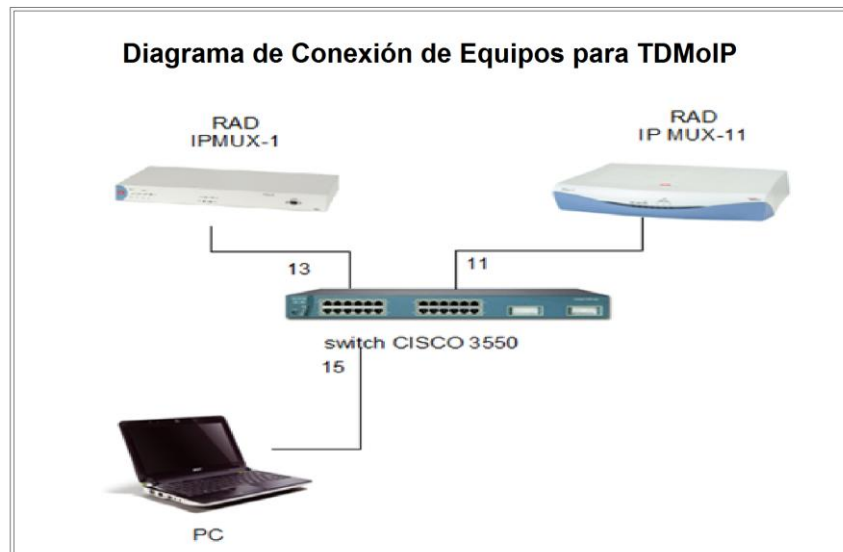 Diagrama de Conexión de Equipos para TDMoIP
RAD
IPMUX-1
RAD
IP MUX-11
13
11
switch CISCO 3550
15
PC